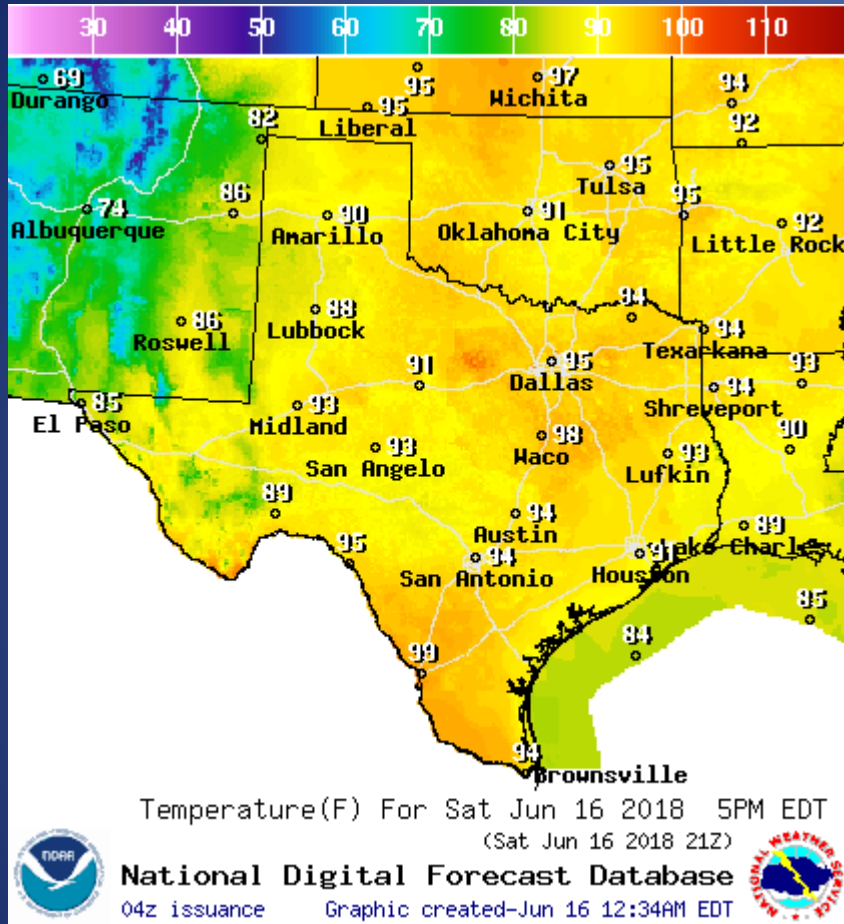 30 40 50 60 70 80 90 100 110
69 Durango
95
97 Wichita
94
95 Liberal
82
92
95 Tulsa
74 Albuquerque
86
90 Amarillo
91 Oklahoma City
95
92 Little Rock
86 Roswell
88 Lubbock
94
94 Texarkana
91
95 Dallas
93
94 Shreveport
85 El Paso
93 Midland
93 San Angelo
98 Waco
93 Lufkin
90
89
94 Austin
89 Lake Charles
95
94 San Antonio
91 Houston
85
84
99
94 Brownsville
Temperature(F) For Sat Jun 16 2018 5PM EDT
(Sat Jun 16 2018 21Z)
National Digital Forecast Database
04z issuance Graphic created-Jun 16 12:34AM EDT
NOAA
NATIONAL WEATHER SERVICE